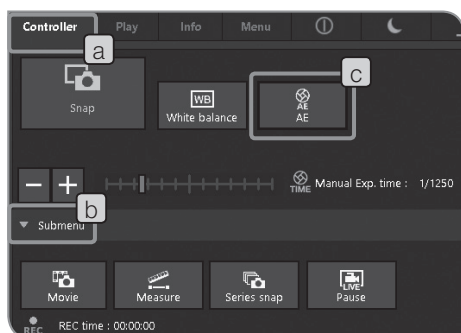 Controller Play Info Menu
a
Snap
WB
White balance
c
AE
AE
− +
TIME Manual Exp. time : 1/1250
b
▼ Submenu
Movie
Measure
Series snap
LIVE
Pause
REC REC time : 00:00:00